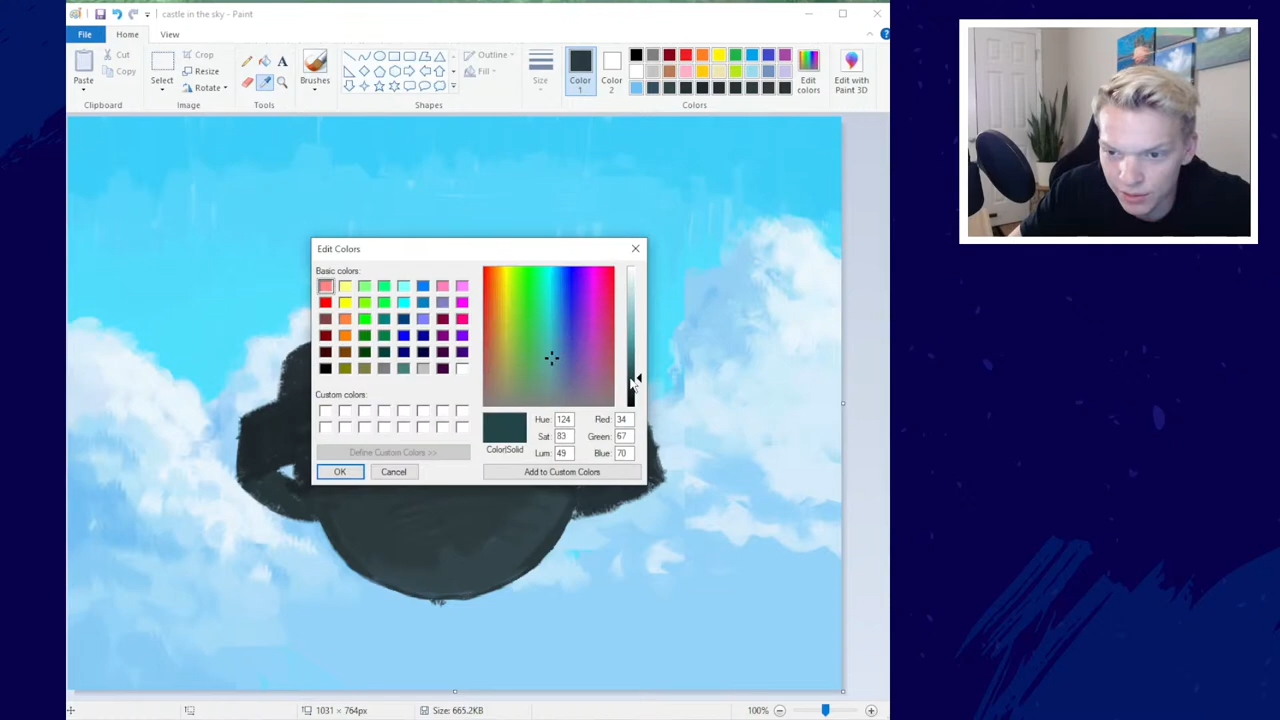 castle in the sky - Paint
File
Home
View
Paste
Cut
Copy
Clipboard
Select
Crop
Resize
Rotate
Image
Tools
Brushes
Outline
Fill
Shapes
Size
Color 1
Color 2
Edit colors
Colors
Edit with Paint 3D
Edit Colors
Basic colors:
Custom colors:
Define Custom Colors >>
OK
Cancel
Color|Solid
Hue: 124
Sat: 83
Lum: 49
Red: 34
Green: 67
Blue: 70
Add to Custom Colors
1031 × 764px
Size: 665.2KB
100%